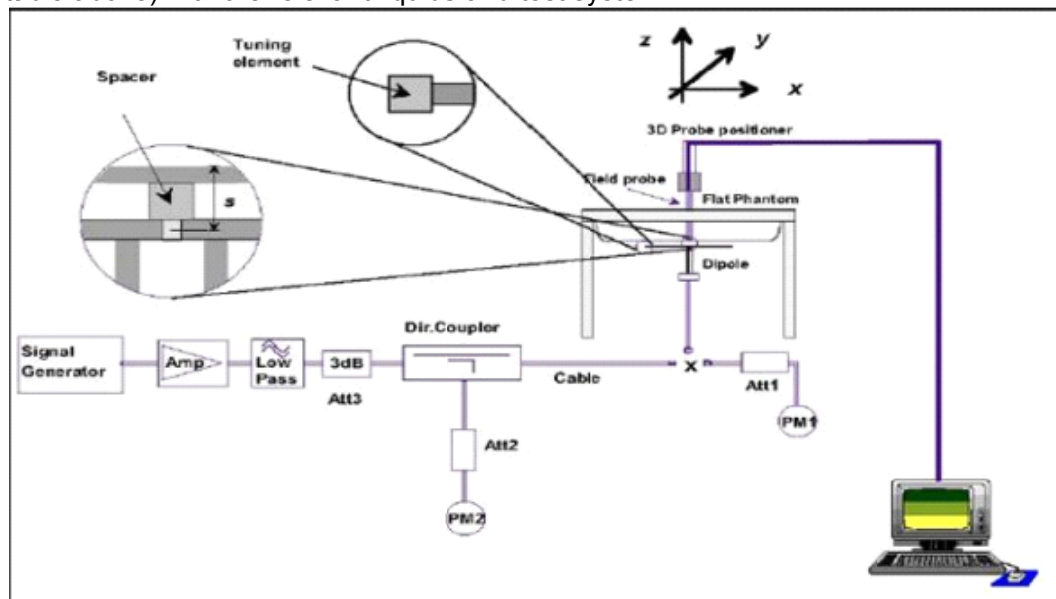 Tuning
element
Spacer
s
z
y
x
3D Probe positioner
Field probe
Flat Phantom
Dipole
Signal
Generator
Amp
Low
Pass
3dB
Att3
Dir.Coupler
Cable
x
Att1
PM1
Att2
PM2